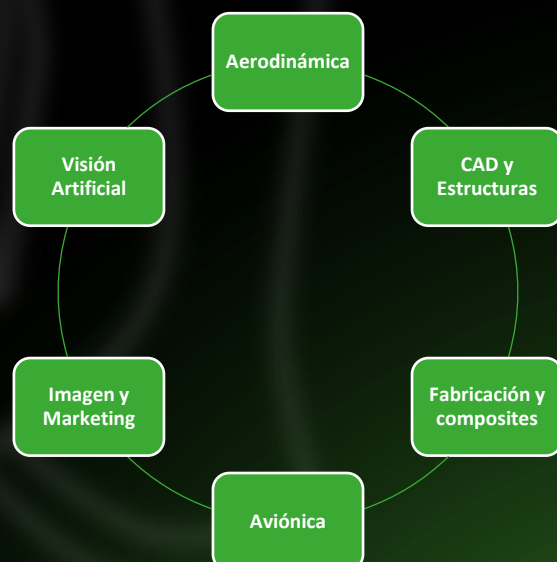 Aerodinámica
CAD y
Estructuras
Fabricación y
composites
Aviónica
Imagen y
Marketing
Visión
Artificial